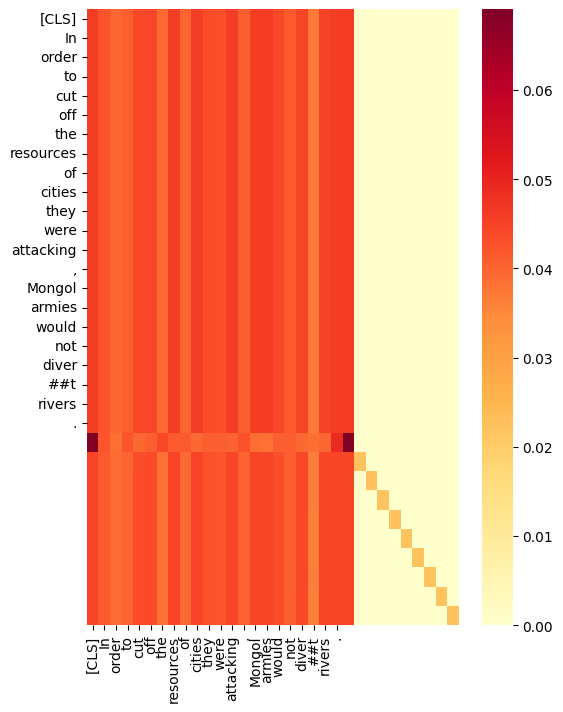 [CLS]
In
order
to
cut
off
the
resources
of
cities
they
were
attacking
,
Mongol
armies
would
not
diver
##t
rivers
.
0.06
0.05
0.04
0.03
0.02
0.01
0.00
[CLS]
In
order
to
cut
off
the
resources
of
cities
they
were
attacking
,
Mongol
armies
would
not
diver
##t
rivers
.